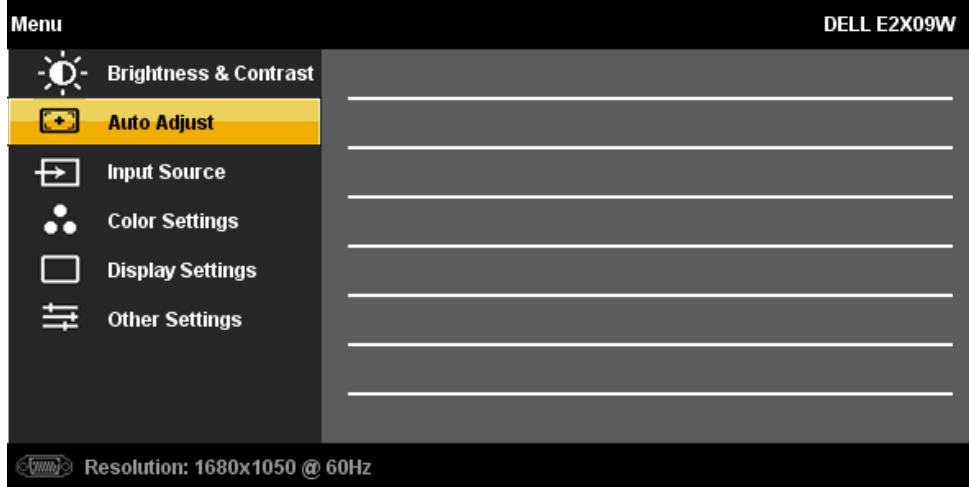 Menu DELL E2X09W
Brightness & Contrast
Auto Adjust
Input Source
Color Settings
Display Settings
Other Settings
Resolution: 1680x1050 @ 60Hz